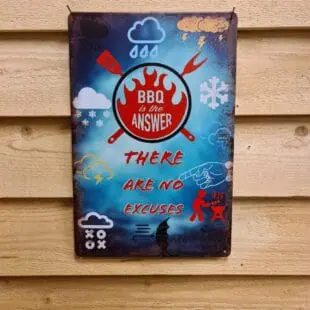 BBQ
is the
ANSWER
THERE
ARE NO
EXCUSES